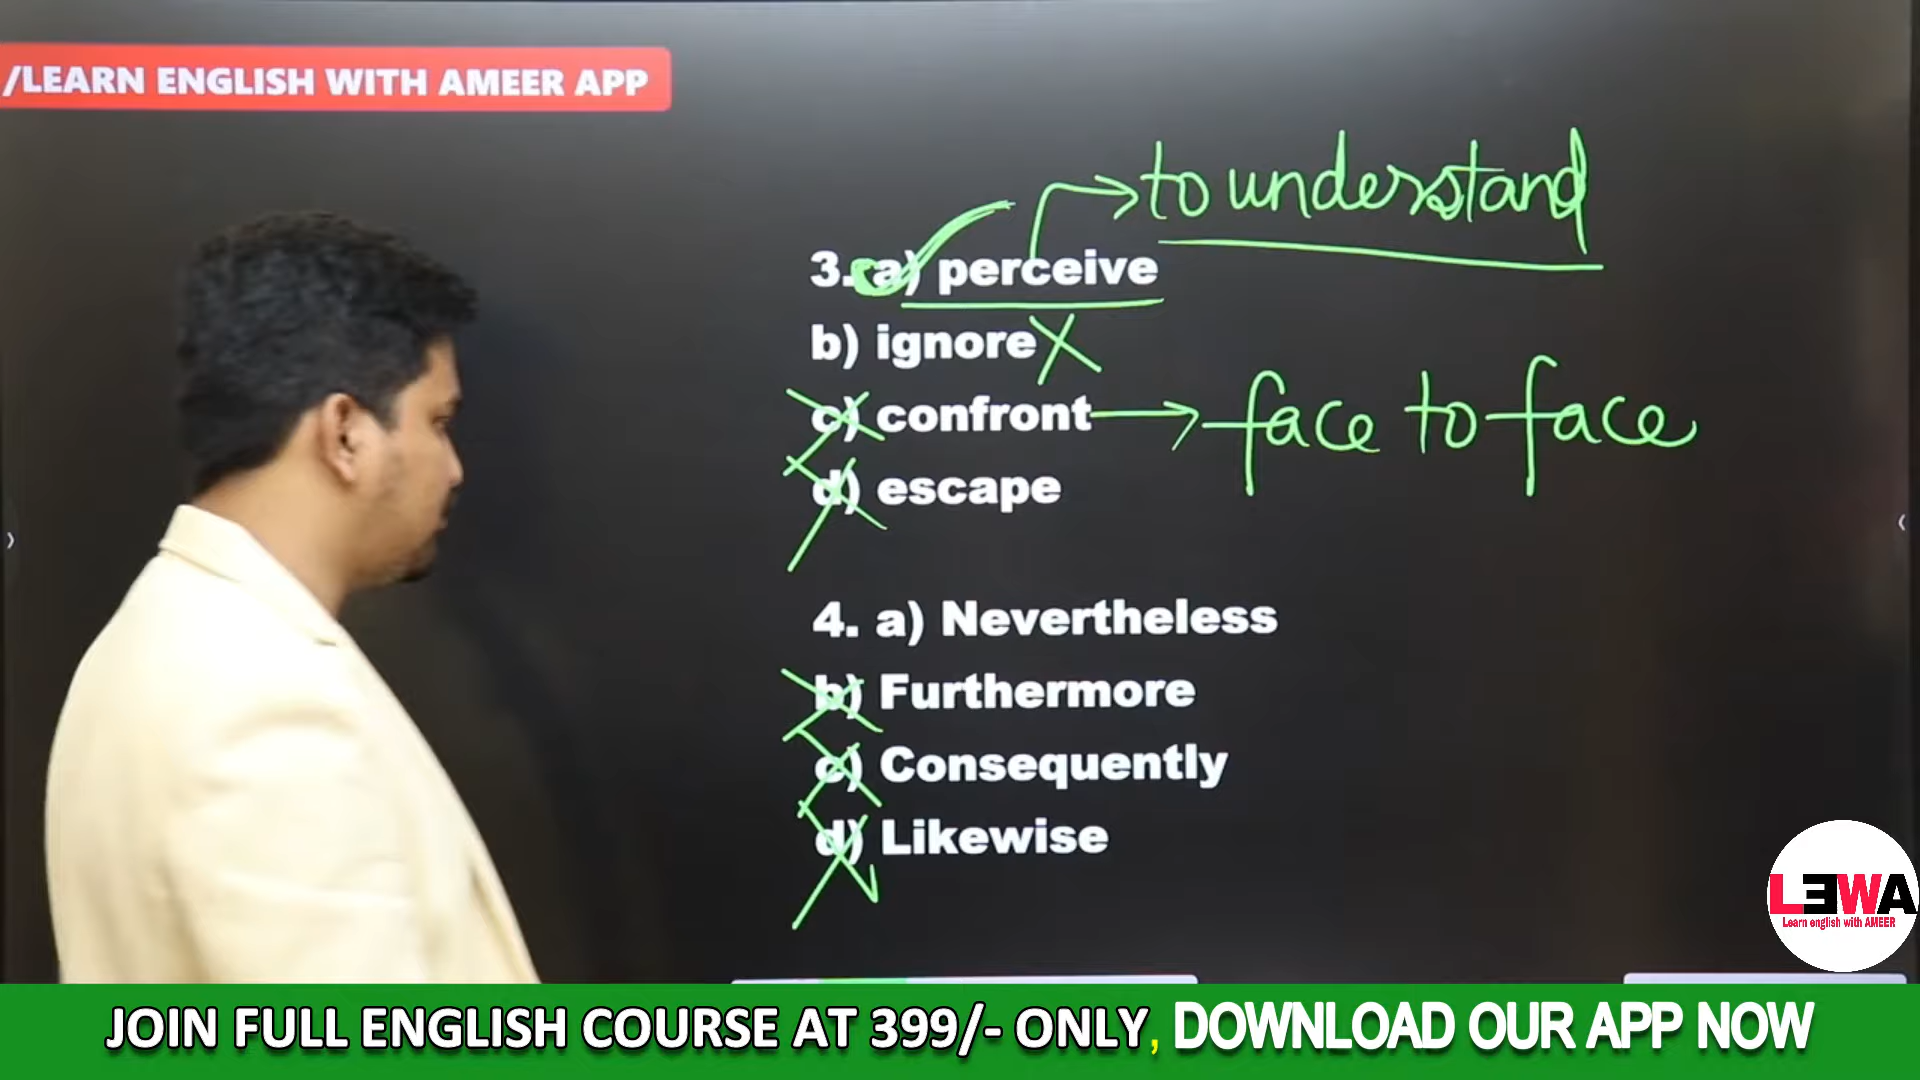 /LEARN ENGLISH WITH AMEER APP
to understand
3. a) perceive
b) ignore
c) confront
face to face
d) escape
4. a) Nevertheless
b) Furthermore
c) Consequently
d) Likewise
LEWA
Learn english with AMEER
JOIN FULL ENGLISH COURSE AT 399/- ONLY, DOWNLOAD OUR APP NOW